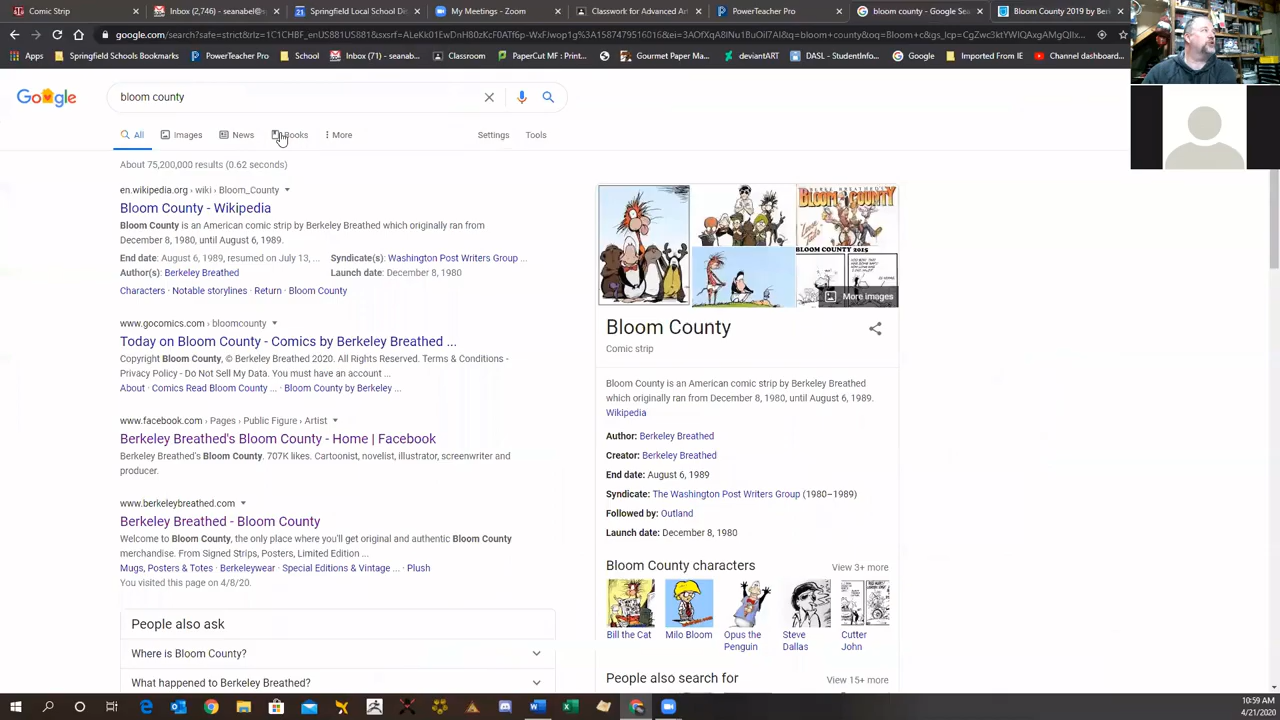 Comic Strip
Inbox (2,746) - seanabel@s
Springfield Local School Di
My Meetings - Zoom
Classwork for Advanced Ar
PowerTeacher Pro
bloom county - Google Sea
Bloom County 2019 by Ber
Apps
Springfield Schools
PowerTeacher Pro
School
Inbox (71) - seanab...
Classroom
PaperCut MF : Print...
Gourmet Paper Ma...
deviantART
DASL - StudentInfo...
Google
Imported From IE
Channel dashboard...
Google
bloom county
All
Images
News
Books
More
Settings
Tools
About 75,200,000 results (0.62 seconds)
en.wikipedia.org › wiki › Bloom_County
Bloom County - Wikipedia
Bloom County is an American comic strip by Berkeley Breathed which originally ran from
December 8, 1980, until August 6, 1989.
End date: August 6, 1989, resumed on July 13, ...
Syndicate(s): Washington Post Writers Group ...
Author(s): Berkeley Breathed
Launch date: December 8, 1980
Characters · Notable storylines · Return · Bloom County
www.gocomics.com › bloomcounty
Today on Bloom County - Comics by Berkeley Breathed ...
Copyright Bloom County, © Berkeley Breathed 2020. All Rights Reserved. Terms & Conditions -
Privacy Policy - Do Not Sell My Data. You must have an account ...
About · Comics Read Bloom County ... · Bloom County by Berkeley ...
www.facebook.com › Pages › Public Figure › Artist
Berkeley Breathed's Bloom County - Home | Facebook
Berkeley Breathed's Bloom County. 707K likes. Cartoonist, novelist, illustrator, screenwriter and
producer.
www.berkeleybreathed.com
Berkeley Breathed - Bloom County
Welcome to Bloom County, the only place where you'll get original and authentic Bloom County
merchandise. From Signed Strips, Posters, Limited Edition ...
Mugs, Posters & Totes · Berkeleywear · Special Editions & Vintage ... · Plush
You visited this page on 4/8/20.
People also ask
Where is Bloom County?
What happened to Berkeley Breathed?
BLOOM COUNTY
BLOOM COUNTY 2015
More images
Bloom County
Comic strip
Bloom County is an American comic strip by Berkeley Breathed
which originally ran from December 8, 1980, until August 6, 1989.
Wikipedia
Author: Berkeley Breathed
Creator: Berkeley Breathed
End date: August 6, 1989
Syndicate: The Washington Post Writers Group (1980–1989)
Followed by: Outland
Launch date: December 8, 1980
Bloom County characters
View 3+ more
Bill the Cat
Milo Bloom
Opus the
Penguin
Steve
Dallas
Cutter
John
People also search for
View 15+ more
10:59 AM
4/21/2020